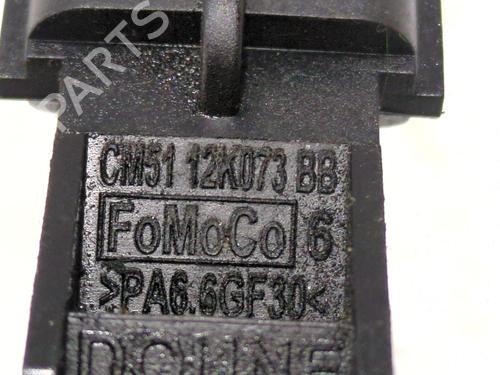 PARTS
CM51 12K073 BB
FoMoCo 6
>PA6.6GF30<